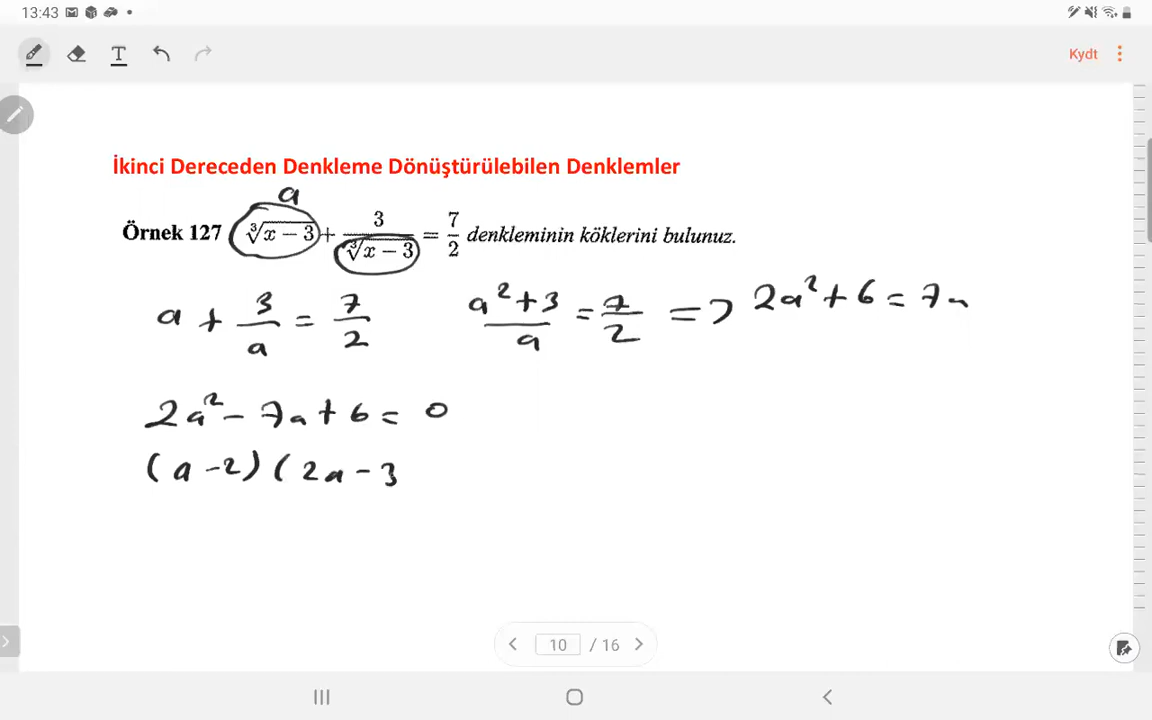 13:43
T
Kydt
İkinci Dereceden Denkleme Dönüştürülebilen Denklemler
a
Örnek 127 ∛(x − 3) + 3/∛(x − 3) = 7/2 denkleminin köklerini bulunuz.
a + 3/a = 7/2 (a² + 3)/a = 7/2 => 2a² + 6 = 7a
2a² - 7a + 6 = 0
(a - 2) (2a - 3
10 / 16